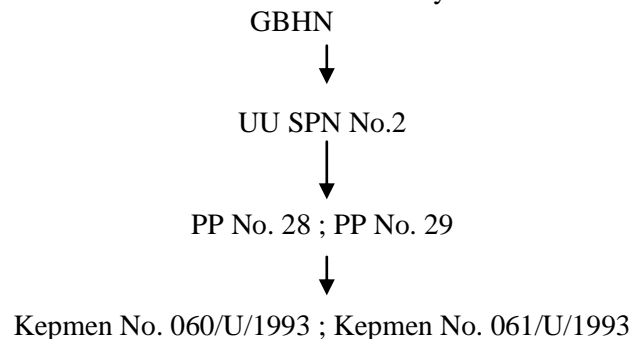 GBHN
UU SPN No.2
PP No. 28 ; PP No. 29
Kepmen No. 060/U/1993 ; Kepmen No. 061/U/1993